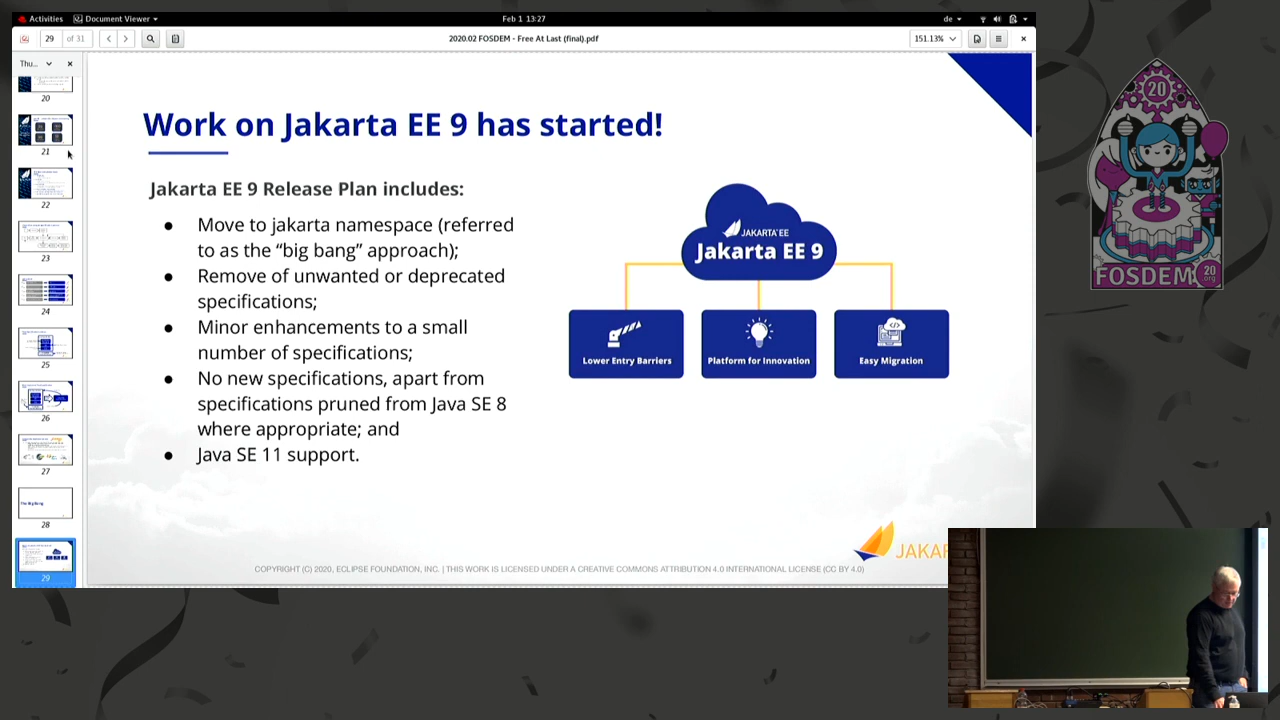 Activities
Document Viewer
Feb 1 13:27
de
29
of 31
2020.02 FOSDEM - Free At Last (final).pdf
151.13%
Thu...
20
21
22
23
24
25
26
27
The Big Bang
28
29
Work on Jakarta EE 9 has started!
Jakarta EE 9 Release Plan includes:
● Move to jakarta namespace (referred
to as the “big bang” approach);
● Remove of unwanted or deprecated
specifications;
● Minor enhancements to a small
number of specifications;
● No new specifications, apart from
specifications pruned from Java SE 8
where appropriate; and
● Java SE 11 support.
JAKARTA EE
Jakarta EE 9
Lower Entry Barriers
Platform for Innovation
Easy Migration
JAKAR
COPYRIGHT (C) 2020, ECLIPSE FOUNDATION, INC. | THIS WORK IS LICENSED UNDER A CREATIVE COMMONS ATTRIBUTION 4.0 INTERNATIONAL LICENSE (CC BY 4.0)
20
FOSDEM
20
.org